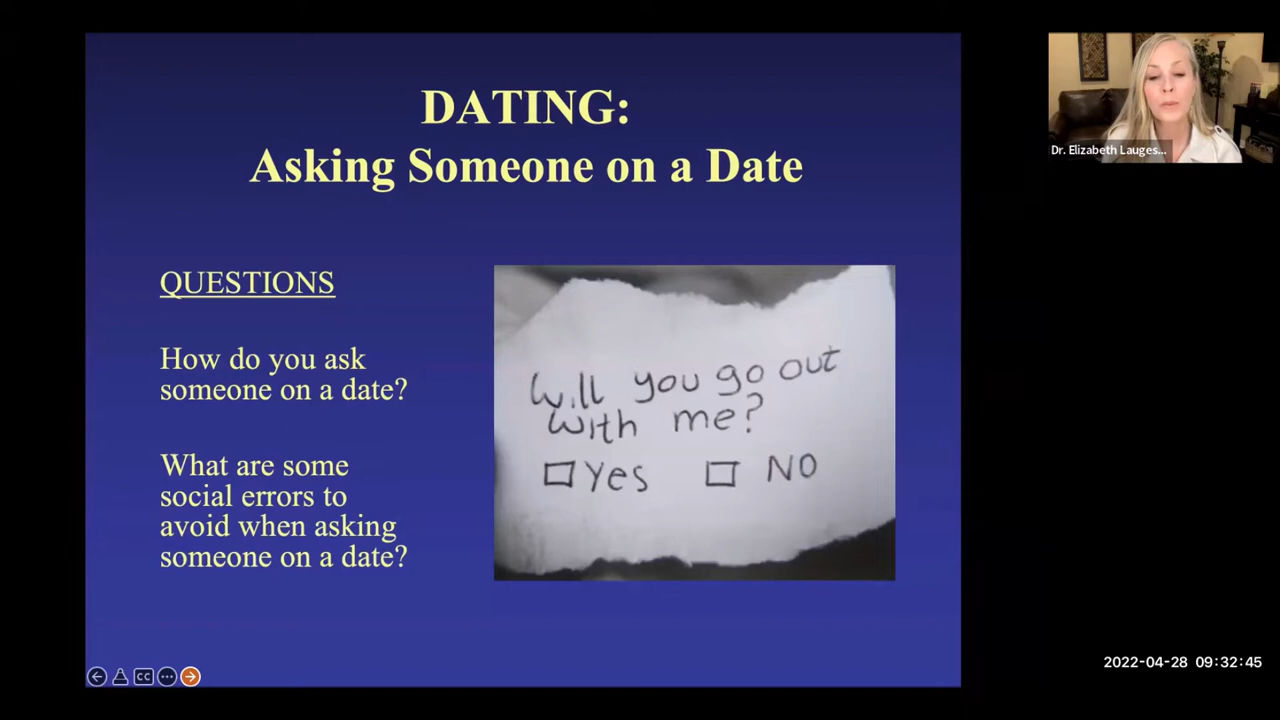 DATING:
Asking Someone on a Date
QUESTIONS
How do you ask
someone on a date?
What are some
social errors to
avoid when asking
someone on a date?
Will you go out
with me?
Yes NO
CC
Dr. Elizabeth Lauges...
2022-04-28 09:32:45